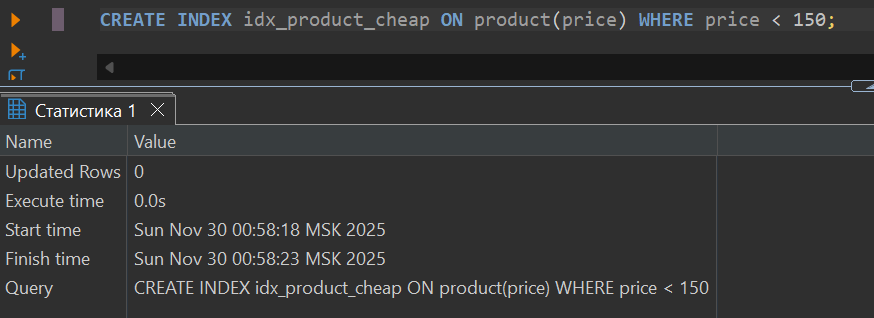 CREATE INDEX idx_product_cheap ON product(price) WHERE price < 150;
Статистика 1
Name Value
Updated Rows 0
Execute time 0.0s
Start time Sun Nov 30 00:58:18 MSK 2025
Finish time Sun Nov 30 00:58:23 MSK 2025
Query CREATE INDEX idx_product_cheap ON product(price) WHERE price < 150